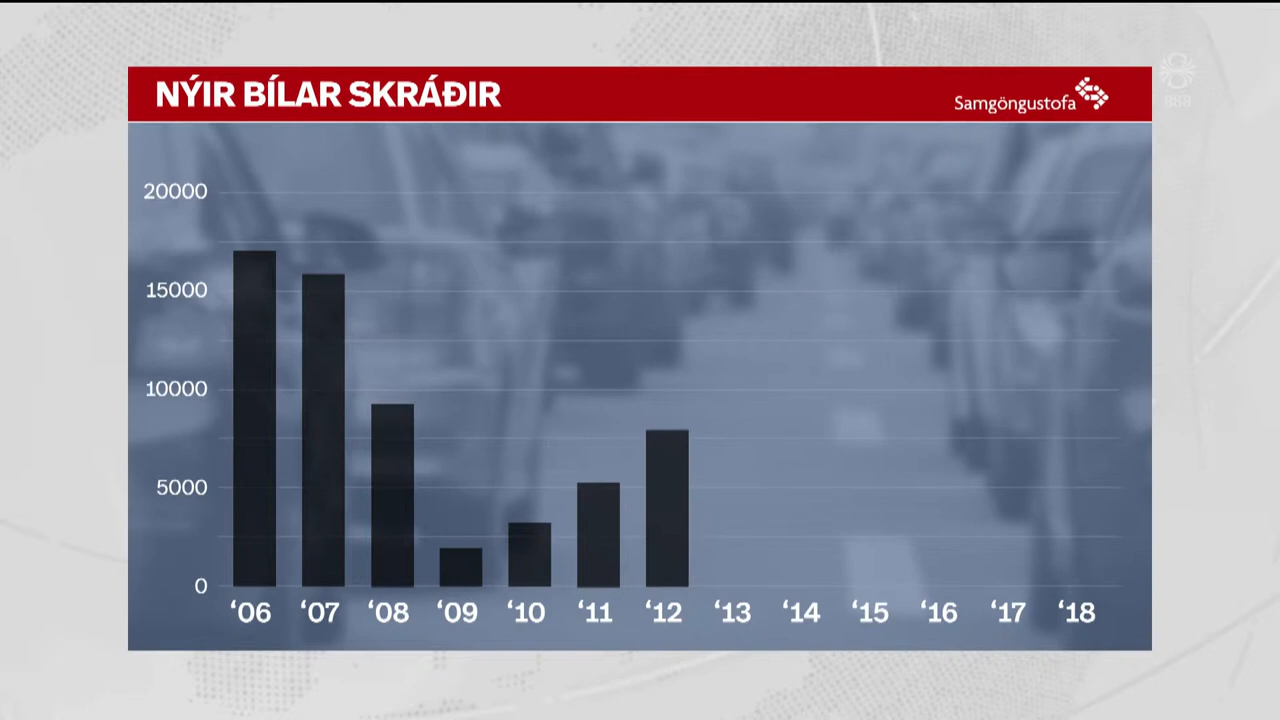 NÝIR BÍLAR SKRÁÐIR
Samgöngustofa
888
20000
15000
10000
5000
0
‘06 ‘07 ‘08 ‘09 ‘10 ‘11 ‘12 ‘13 ‘14 ‘15 ‘16 ‘17 ‘18